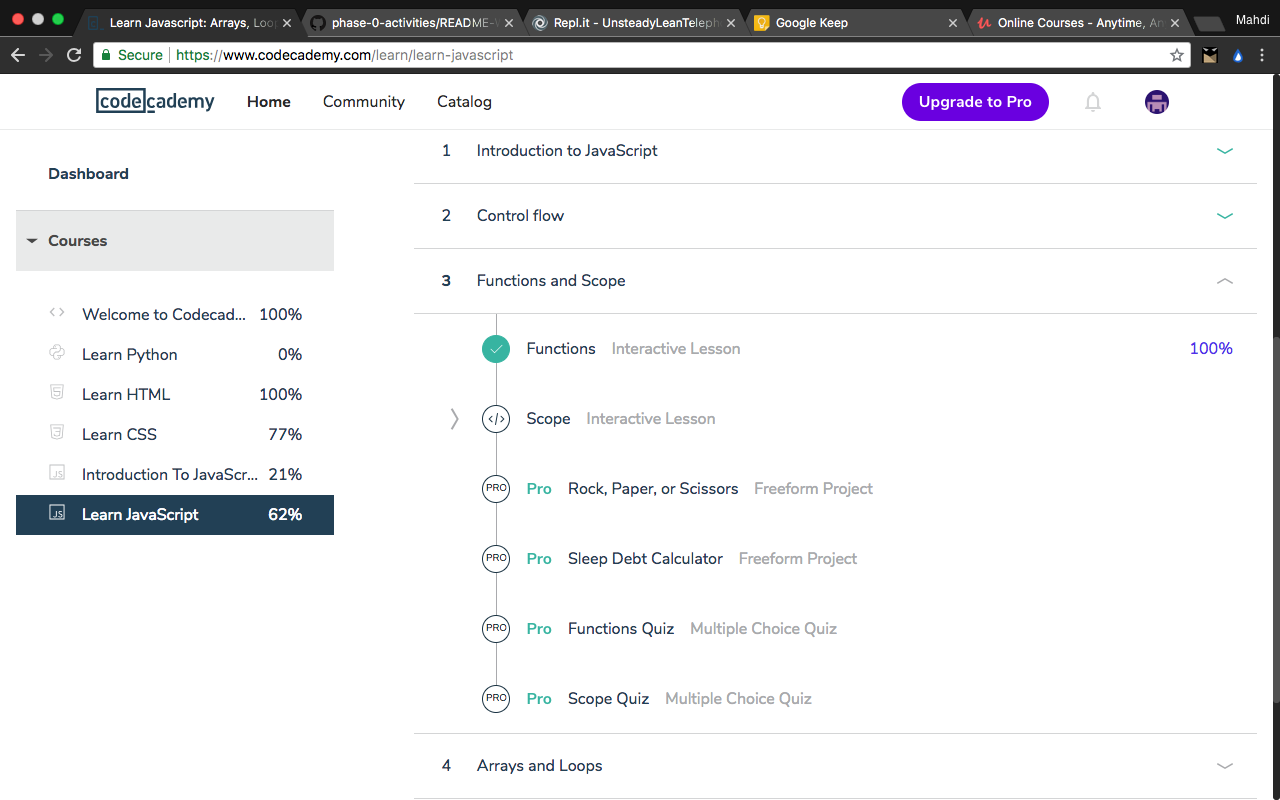 Learn Javascript: Arrays, Loo
phase-0-activities/README-
Repl.it - UnsteadyLeanTeleph
Google Keep
Online Courses - Anytime, An
Mahdi
Secure https://www.codecademy.com/learn/learn-javascript
codecademy Home Community Catalog Upgrade to Pro
Dashboard
Courses
Welcome to Codecad... 100%
Learn Python 0%
Learn HTML 100%
Learn CSS 77%
Introduction To JavaScr... 21%
JS Learn JavaScript 62%
1 Introduction to JavaScript
2 Control flow
3 Functions and Scope
Functions Interactive Lesson 100%
</> Scope Interactive Lesson
PRO Pro Rock, Paper, or Scissors Freeform Project
PRO Pro Sleep Debt Calculator Freeform Project
PRO Pro Functions Quiz Multiple Choice Quiz
PRO Pro Scope Quiz Multiple Choice Quiz
4 Arrays and Loops